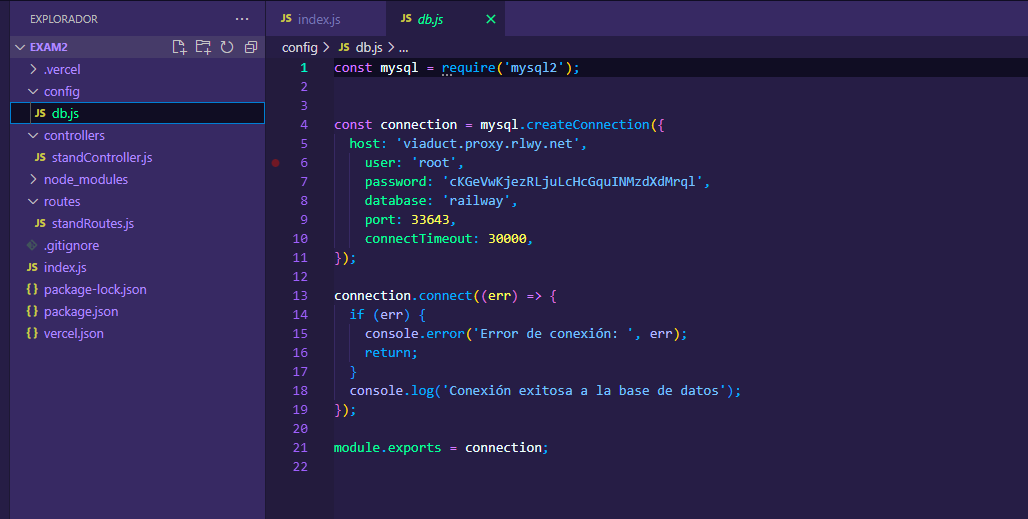 EXPLORADOR ...
EXAM2
.vercel
config
JS db.js
controllers
JS standController.js
node_modules
routes
JS standRoutes.js
.gitignore
JS index.js
{} package-lock.json
{} package.json
{} vercel.json
JS index.js JS db.js ×
config > JS db.js > ...
1 const mysql = require('mysql2');
2
3
4 const connection = mysql.createConnection({
5 host: 'viaduct.proxy.rlwy.net',
6 user: 'root',
7 password: 'cKGeVwKjezRLjuLcHcGquINMzdXdMrql',
8 database: 'railway',
9 port: 33643,
10 connectTimeout: 30000,
11 });
12
13 connection.connect((err) => {
14 if (err) {
15 console.error('Error de conexión: ', err);
16 return;
17 }
18 console.log('Conexión exitosa a la base de datos');
19 });
20
21 module.exports = connection;
22